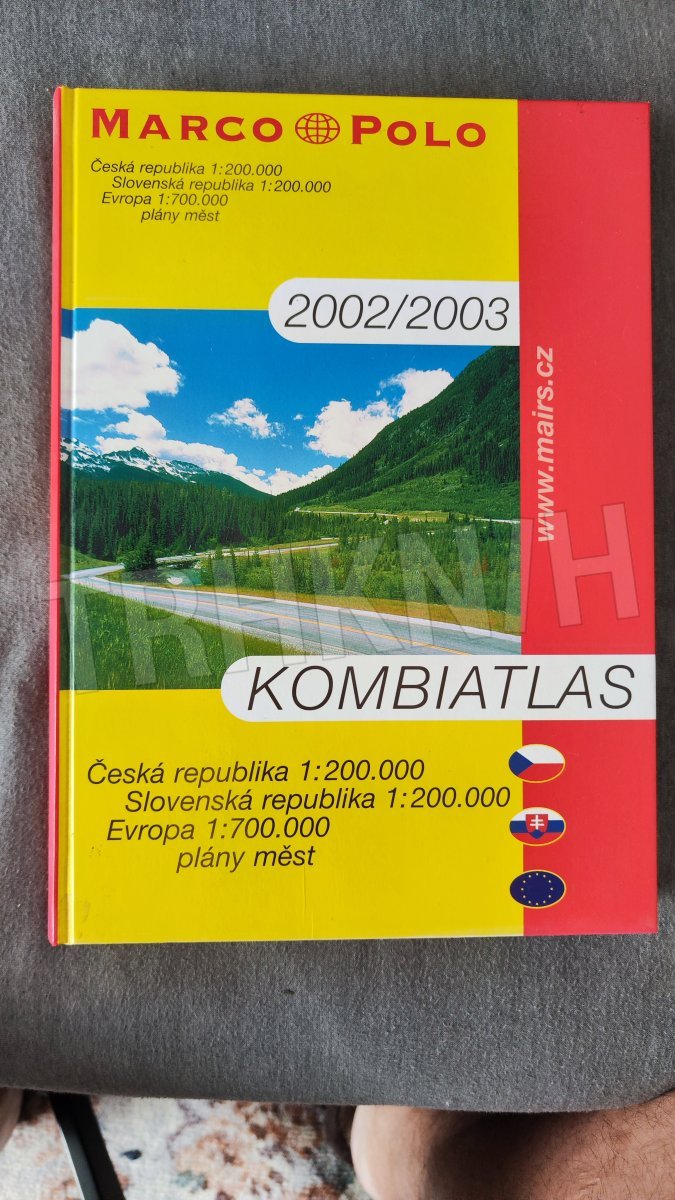 MARCO POLO
Česká republika 1:200.000
Slovenská republika 1:200.000
Evropa 1:700.000
plány měst
2002/2003
www.mairs.cz
TRHKNIH
KOMBIATLAS
Česká republika 1:200.000
Slovenská republika 1:200.000
Evropa 1:700.000
plány měst